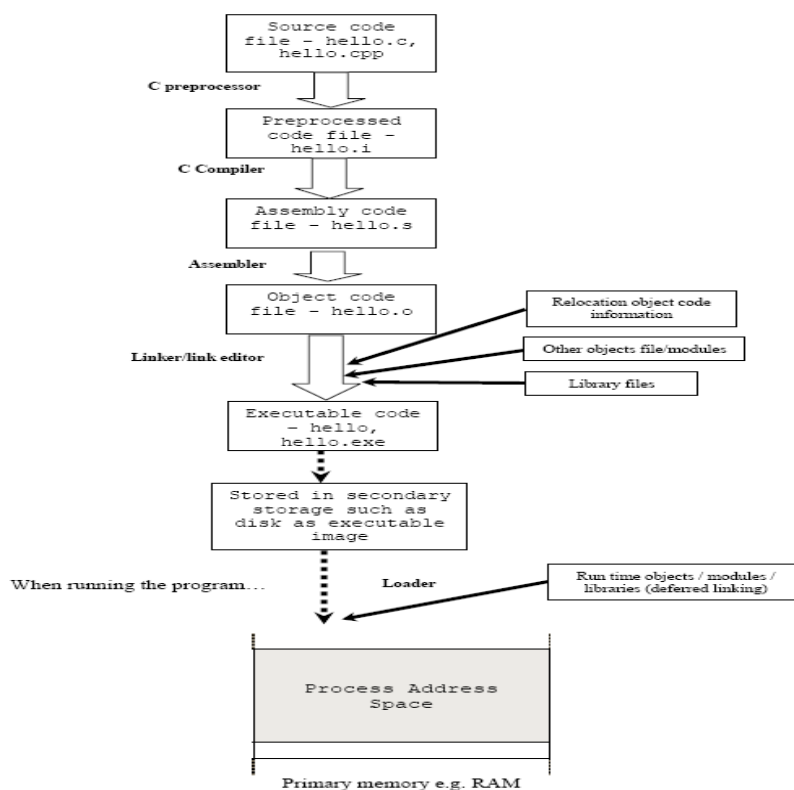 Source code
file - hello.c,
hello.cpp
C preprocessor
Preprocessed
code file -
hello.i
C Compiler
Assembly code
file - hello.s
Assembler
Object code
file - hello.o
Relocation object code
information
Linker/link editor
Other objects file/modules
Library files
Executable code
- hello,
hello.exe
Stored in secondary
storage such as
disk as executable
image
When running the program…
Loader
Run time objects / modules /
libraries (deferred linking)
Process Address
Space
Primary memory e.g. RAM